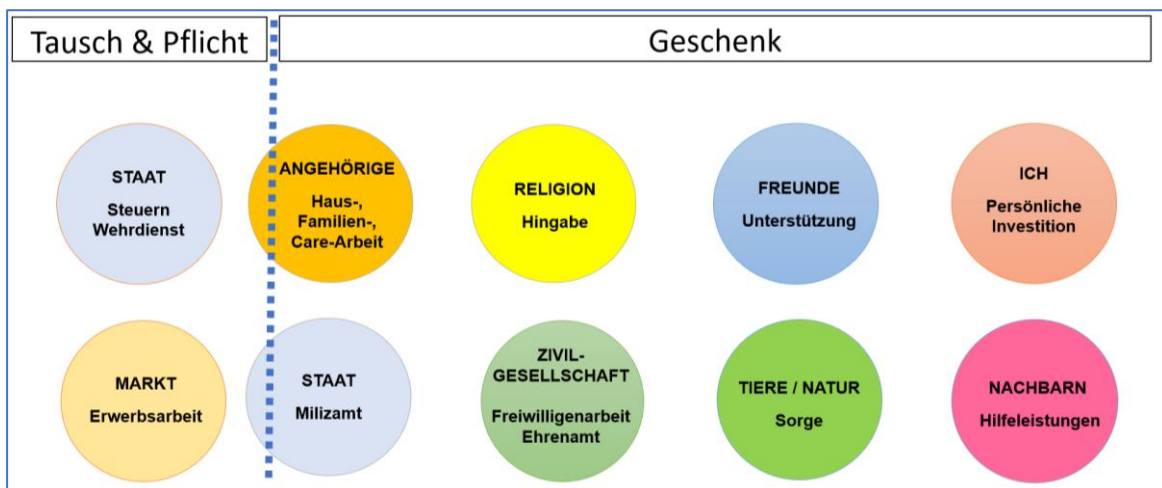 Tausch & Pflicht
Geschenk
STAAT
Steuern
Wehrdienst
ANGEHÖRIGE
Haus-,
Familien-,
Care-Arbeit
RELIGION
Hingabe
FREUNDE
Unterstützung
ICH
Persönliche
Investition
MARKT
Erwerbsarbeit
STAAT
Milizamt
ZIVIL-
GESELLSCHAFT
Freiwilligenarbeit
Ehrenamt
TIERE / NATUR
Sorge
NACHBARN
Hilfeleistungen